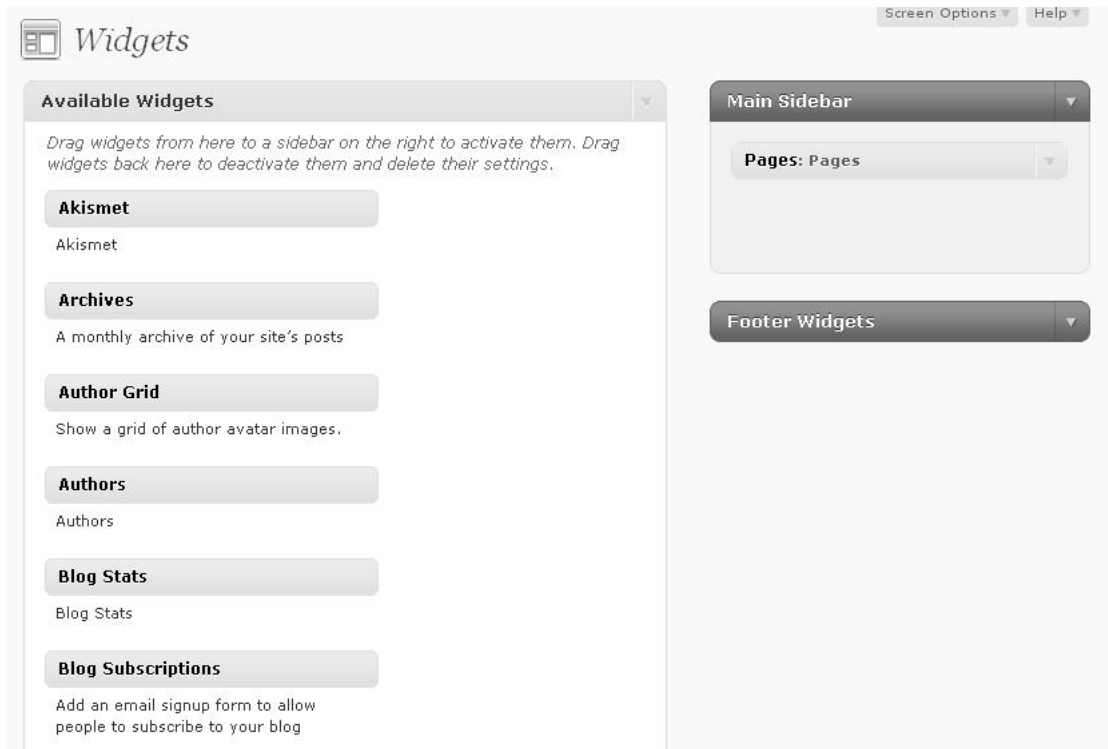 Screen Options
Help
Widgets
Available Widgets
Drag widgets from here to a sidebar on the right to activate them. Drag
widgets back here to deactivate them and delete their settings.
Akismet
Akismet
Archives
A monthly archive of your site's posts
Author Grid
Show a grid of author avatar images.
Authors
Authors
Blog Stats
Blog Stats
Blog Subscriptions
Add an email signup form to allow
people to subscribe to your blog
Main Sidebar
Pages: Pages
Footer Widgets